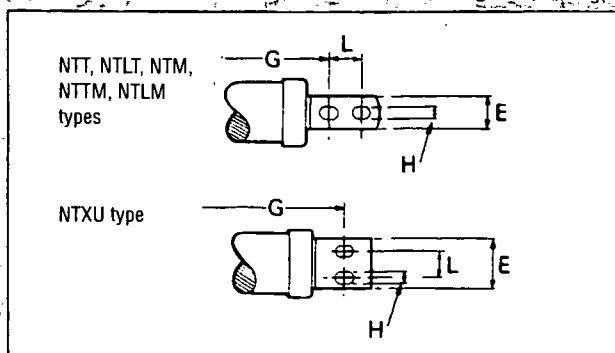 NTT, NTLT, NTM,
NTTM, NTLM
types
G
L
E
H
NTXU type
G
L
E
H